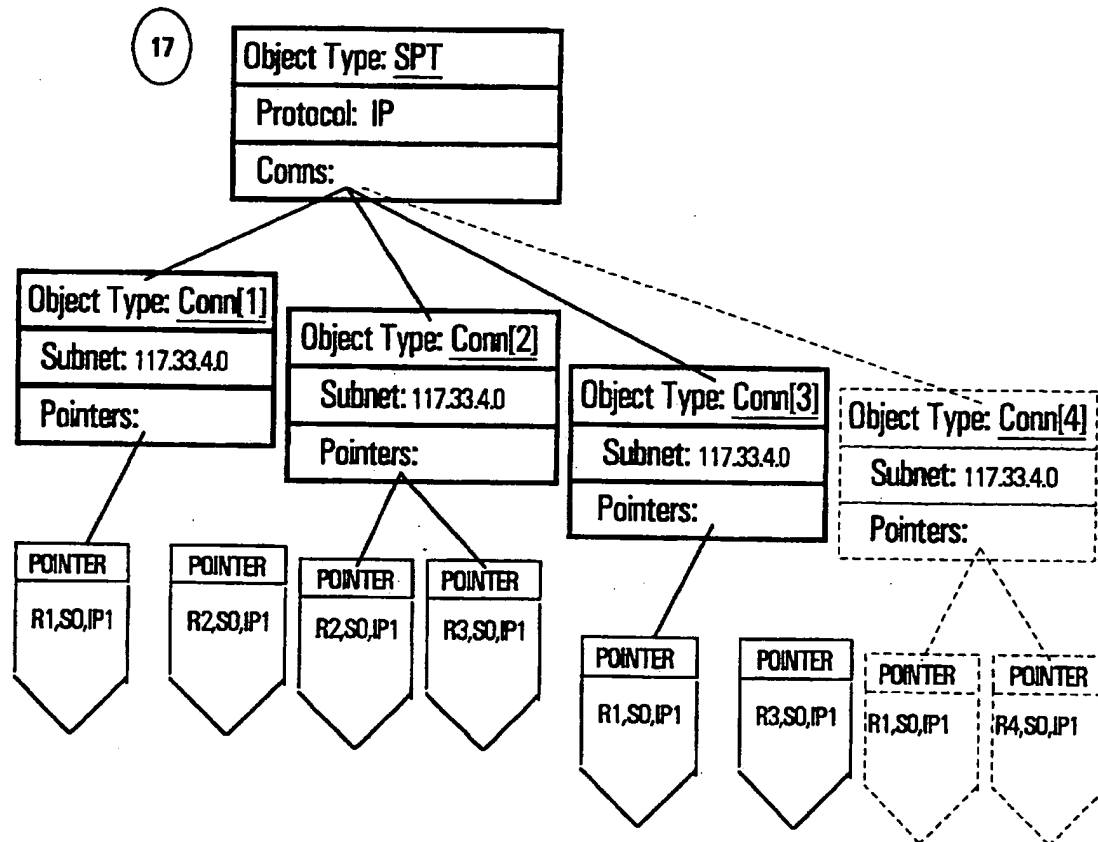 17
Object Type: SPT
Protocol: IP
Conns:
Object Type: Conn[1]
Subnet: 117.33.4.0
Pointers:
Object Type: Conn[2]
Subnet: 117.33.4.0
Pointers:
Object Type: Conn[3]
Subnet: 117.33.4.0
Pointers:
Object Type: Conn[4]
Subnet: 117.33.4.0
Pointers:
POINTER
R1,S0,IP1
POINTER
R2,S0,IP1
POINTER
R2,S0,IP1
POINTER
R3,S0,IP1
POINTER
R1,S0,IP1
POINTER
R3,S0,IP1
POINTER
R1,S0,IP1
POINTER
R4,S0,IP1